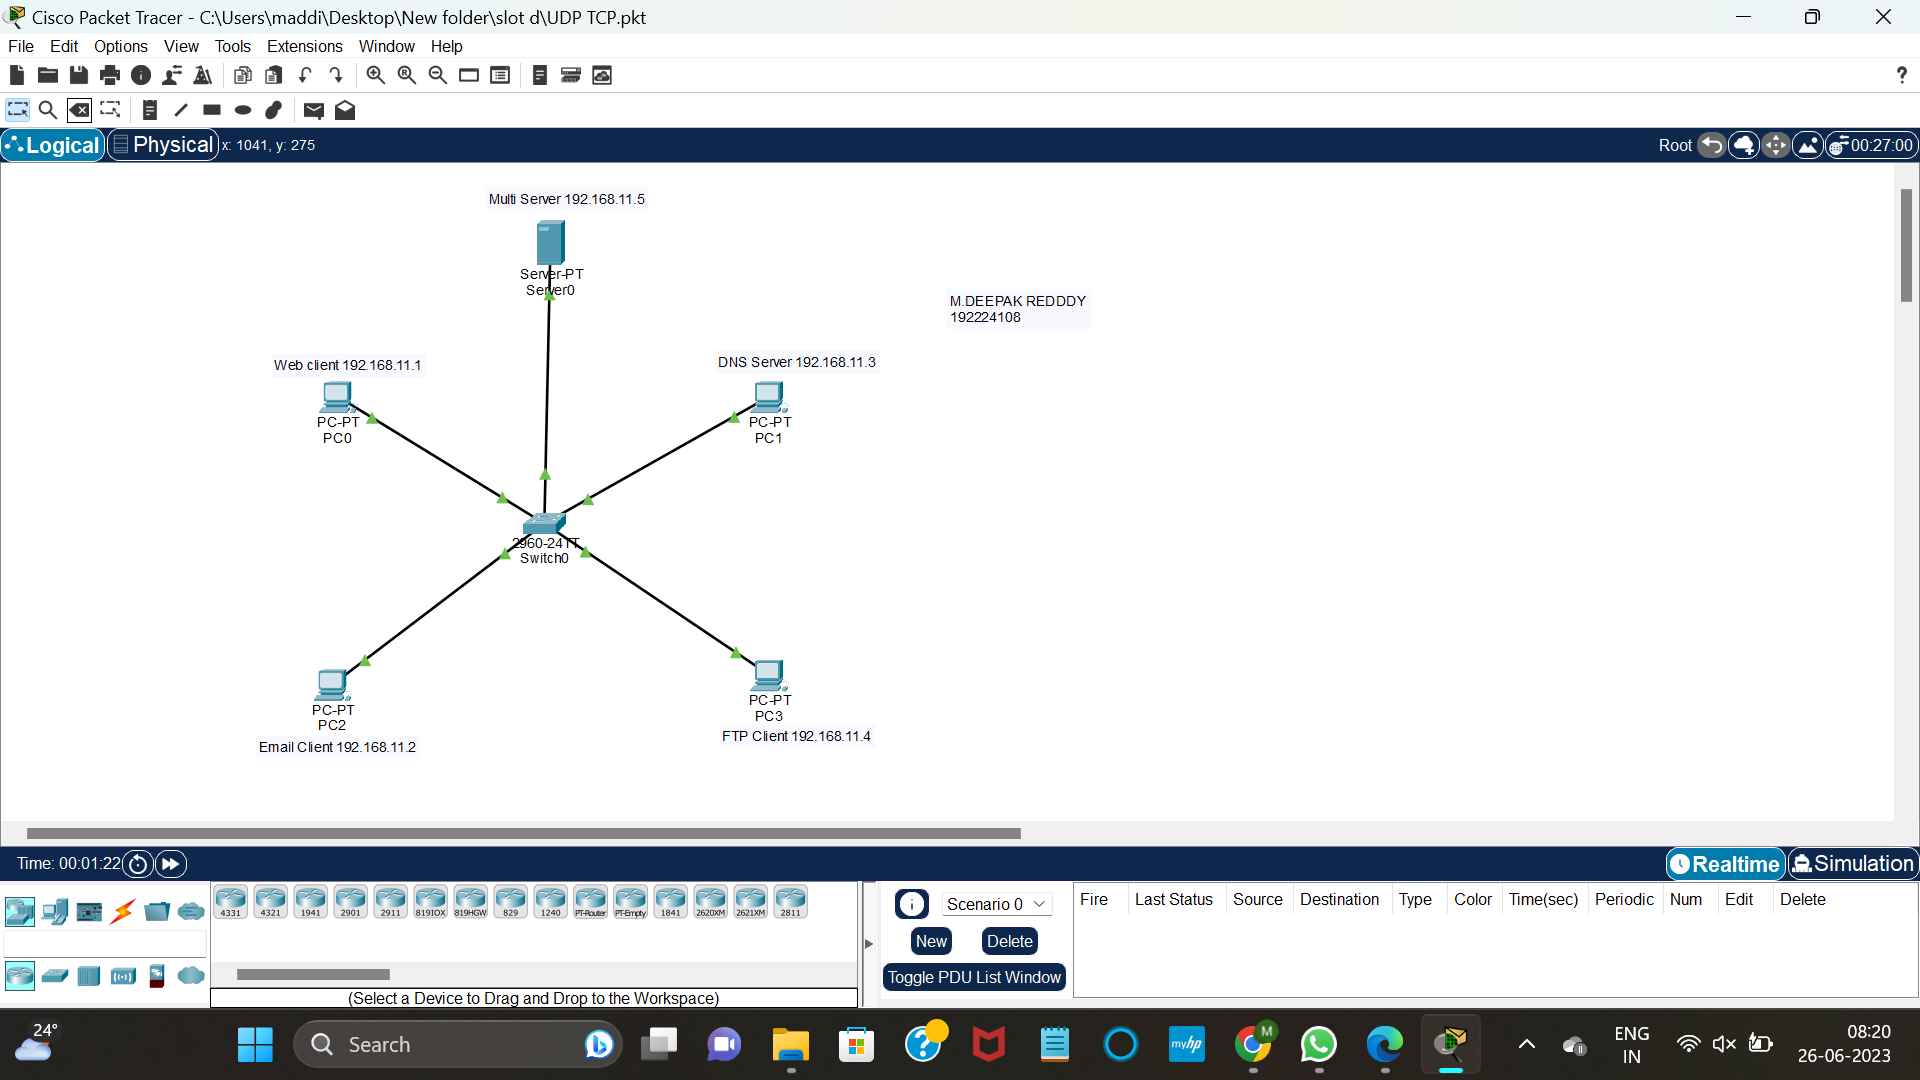 Cisco Packet Tracer - C:\Users\maddi\Desktop\New folder\slot d\UDP TCP.pkt
File Edit Options View Tools Extensions Window Help
?
Logical Physical x: 1041, y: 275 Root 00:27:00
Multi Server 192.168.11.5
Server-PT
Server0
M.DEEPAK REDDDY
192224108
Web client 192.168.11.1
DNS Server 192.168.11.3
PC-PT
PC0
PC-PT
PC1
2960-24TT
Switch0
PC-PT
PC2
Email Client 192.168.11.2
PC-PT
PC3
FTP Client 192.168.11.4
Time: 00:01:22 Realtime Simulation
4331 4321 1941 2901 2911 819IOX 819HGW 829 1240 PT-Router PT-Empty 1841 2620XM 2621XM 2811
(Select a Device to Drag and Drop to the Workspace)
Scenario 0
New Delete
Toggle PDU List Window
Fire Last Status Source Destination Type Color Time(sec) Periodic Num Edit Delete
24°
Search
myhp
M
ENG
IN
08:20
26-06-2023